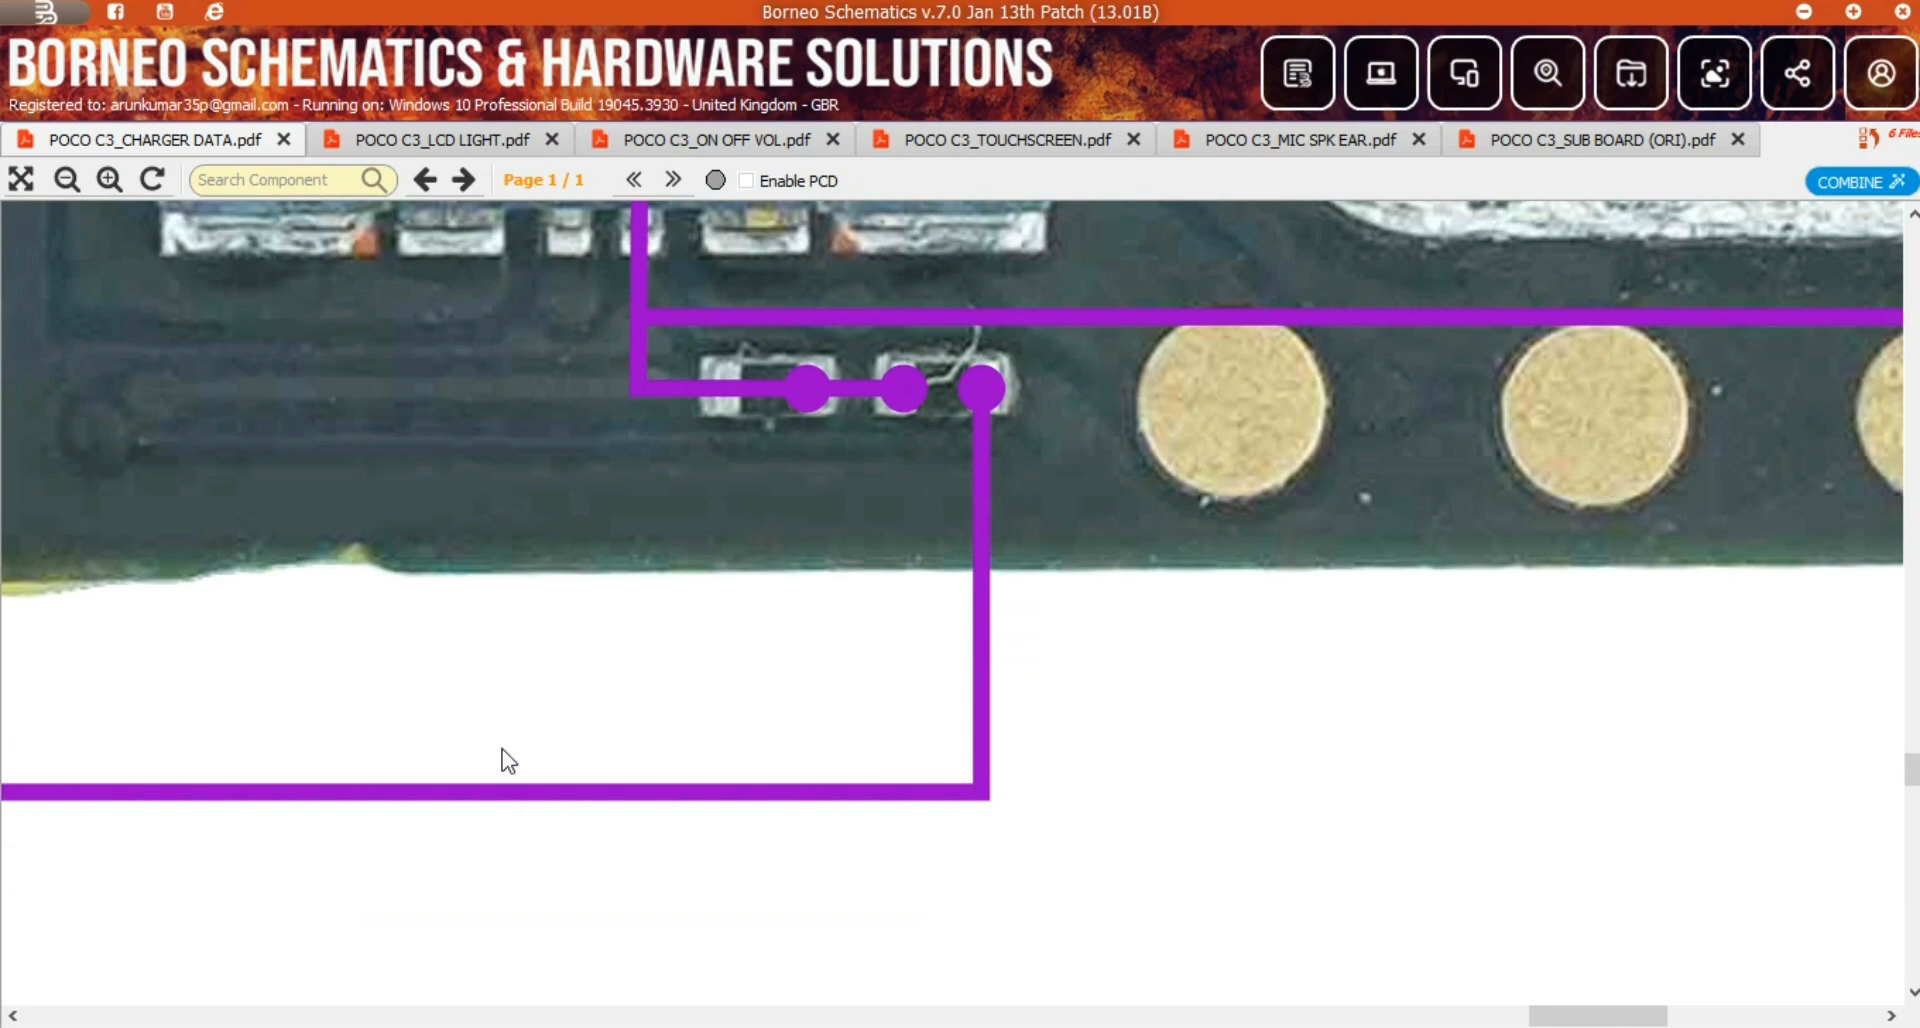 Borneo Schematics v.7.0 Jan 13th Patch (13.01B)
BORNEO SCHEMATICS & HARDWARE SOLUTIONS
Registered to: arunkumar35p@gmail.com - Running on: Windows 10 Professional Build 19045.3930 - United Kingdom - GBR
POCO C3_CHARGER DATA.pdf
POCO C3_LCD LIGHT.pdf
POCO C3_ON OFF VOL.pdf
POCO C3_TOUCHSCREEN.pdf
POCO C3_MIC SPK EAR.pdf
POCO C3_SUB BOARD (ORI).pdf
6 Files
Search Component
Page 1 / 1
Enable PCD
COMBINE